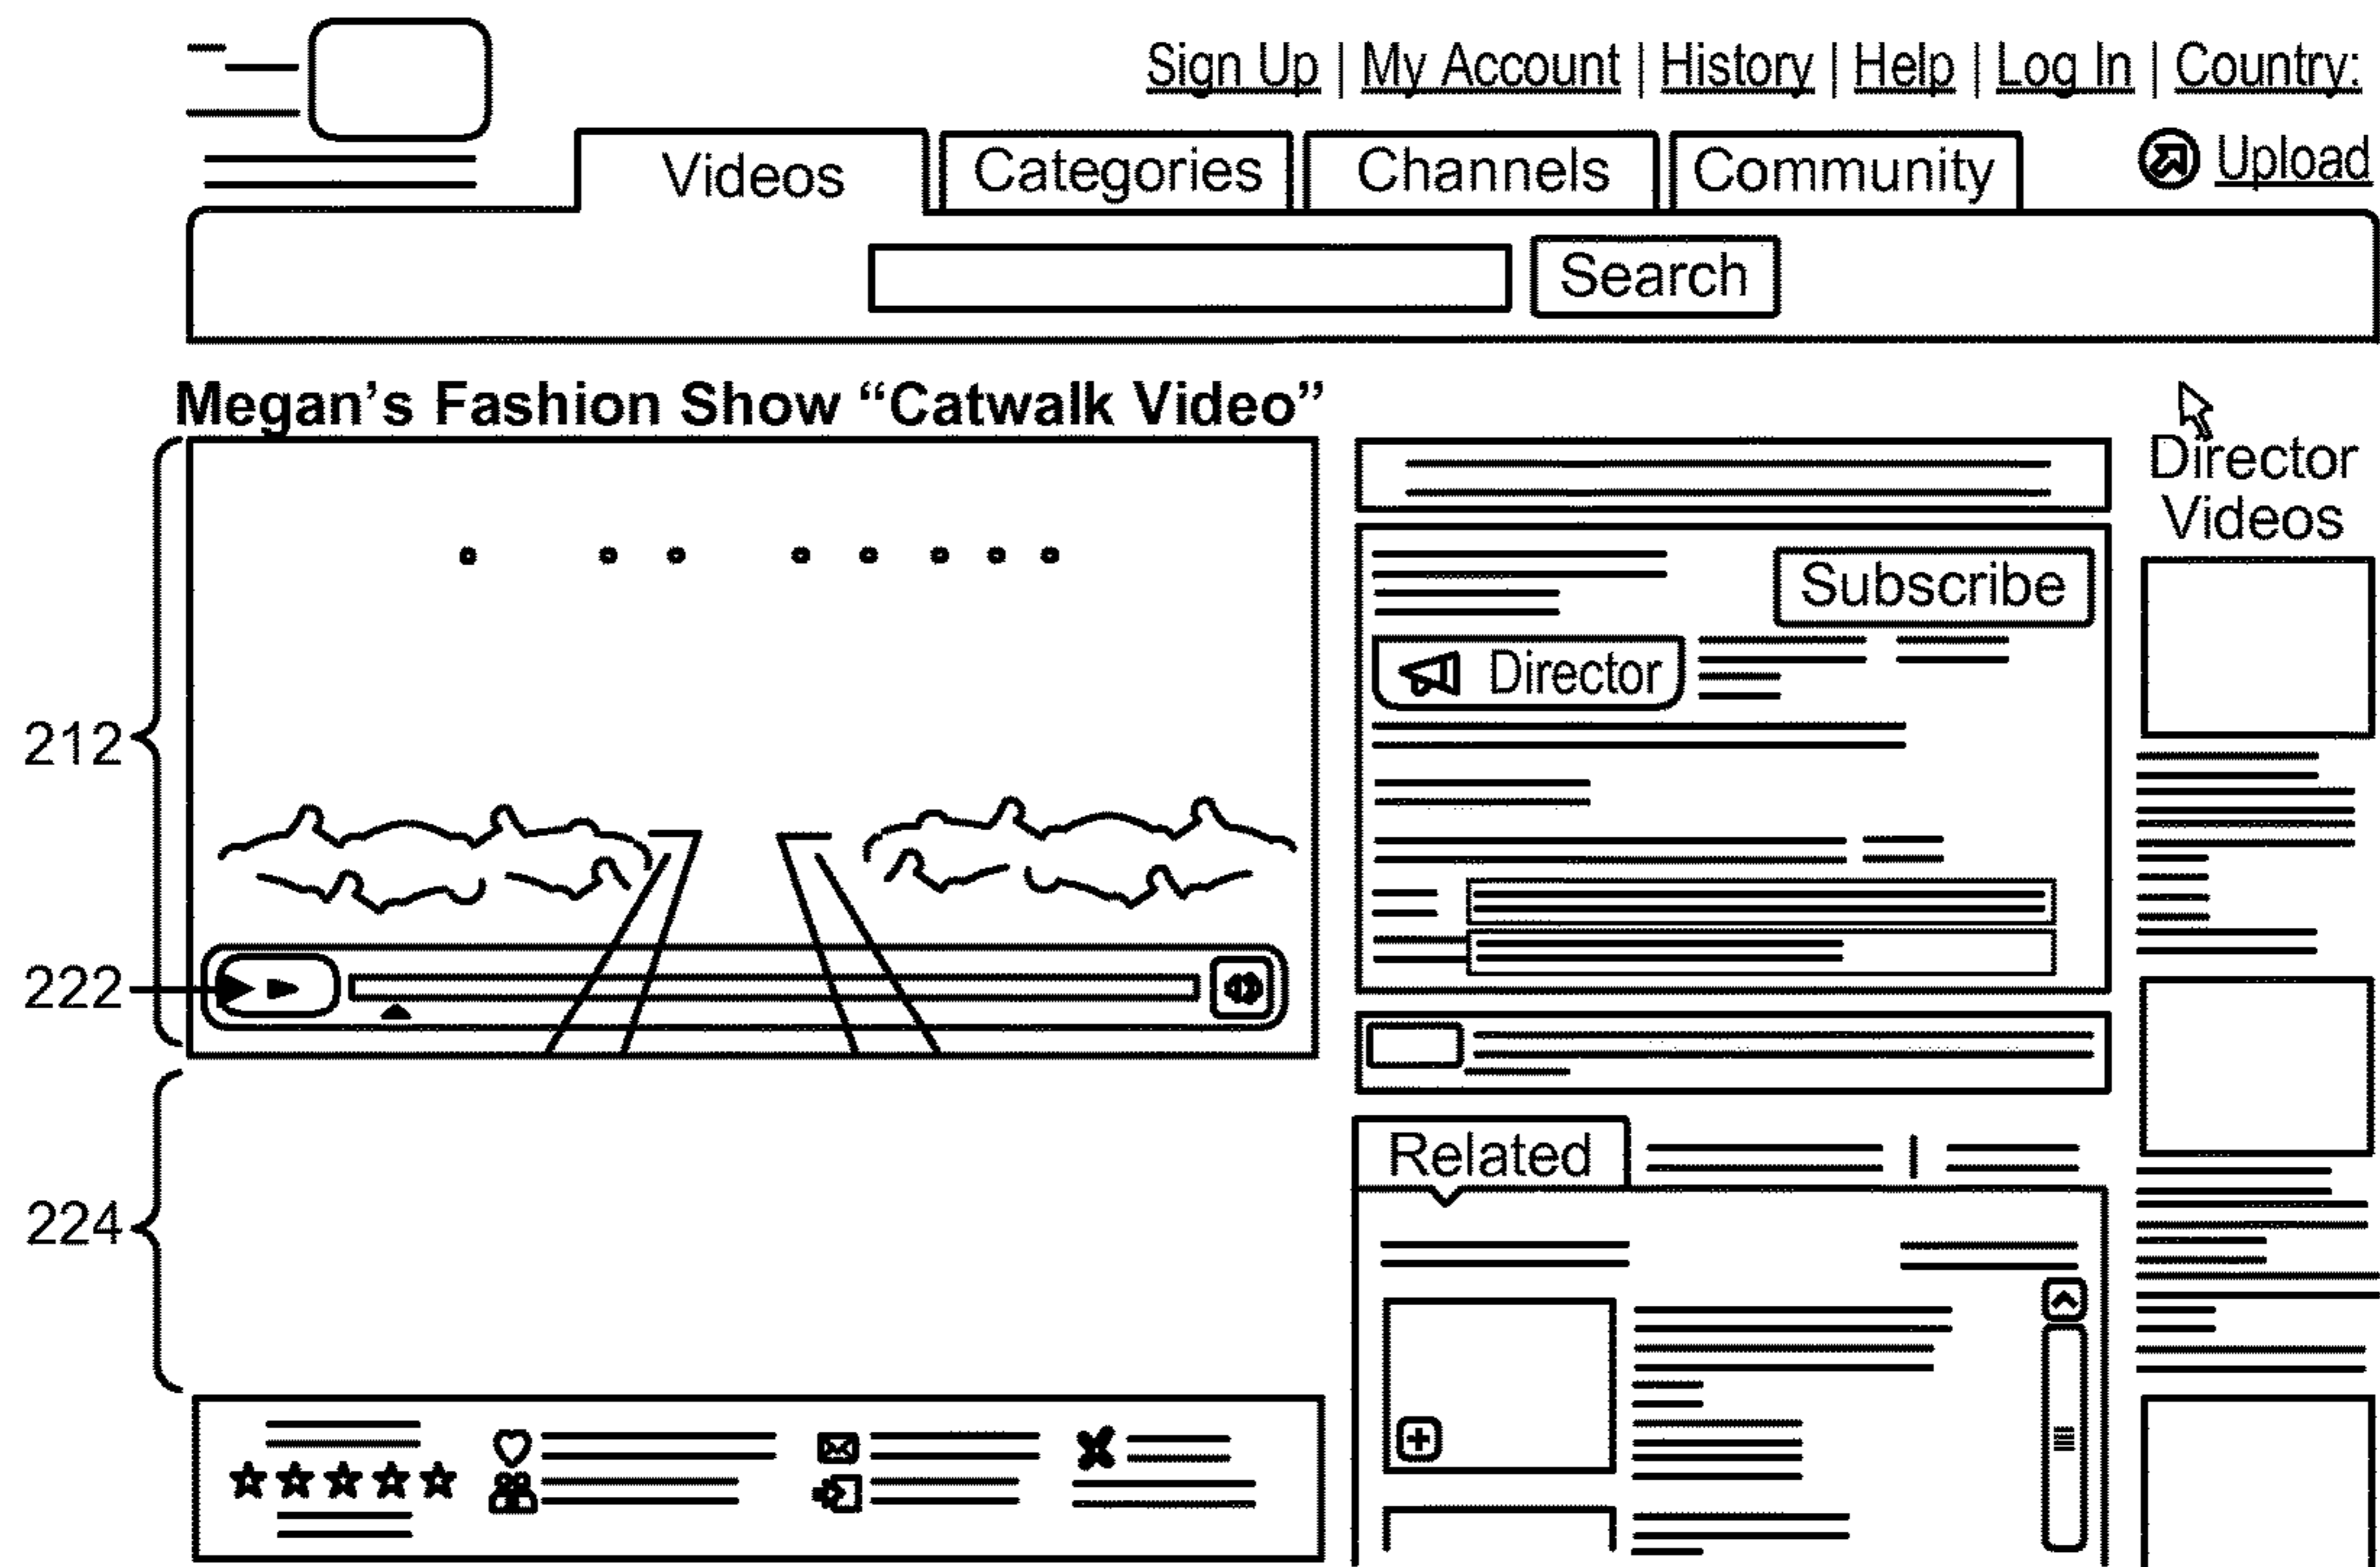 Sign Up | My Account | History | Help | Log In | Country:
Videos
Categories
Channels
Community
Upload
Search
Megan's Fashion Show “Catwalk Video”
Director
Videos
Subscribe
Director
212
222
Related
224